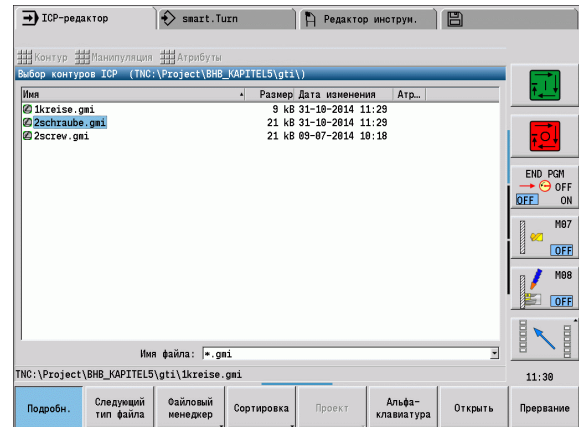 ICP-редактор
smart.Turn
Редактор инструм.
Контур Манипуляция Атрибуты
Выбор контуров ICP (TNC:\Project\BHB_KAPITEL5\gti\)
Имя Размер Дата изменения Атр...
1kreise.gmi 9 kB 31-10-2014 11:29
2schraube.gmi 21 kB 31-10-2014 11:29
2screw.gmi 21 kB 09-07-2014 10:18
Имя файла: *.gmi
TNC:\Project\BHB_KAPITEL5\gti\1kreise.gmi
END PGM
OFF
OFF ON
M07
OFF
M08
OFF
11:30
Подробн.
Следующий
тип файла
Файловый
менеджер
Сортировка
Проект
Альфа-
клавиатура
Открыть
Прерывание